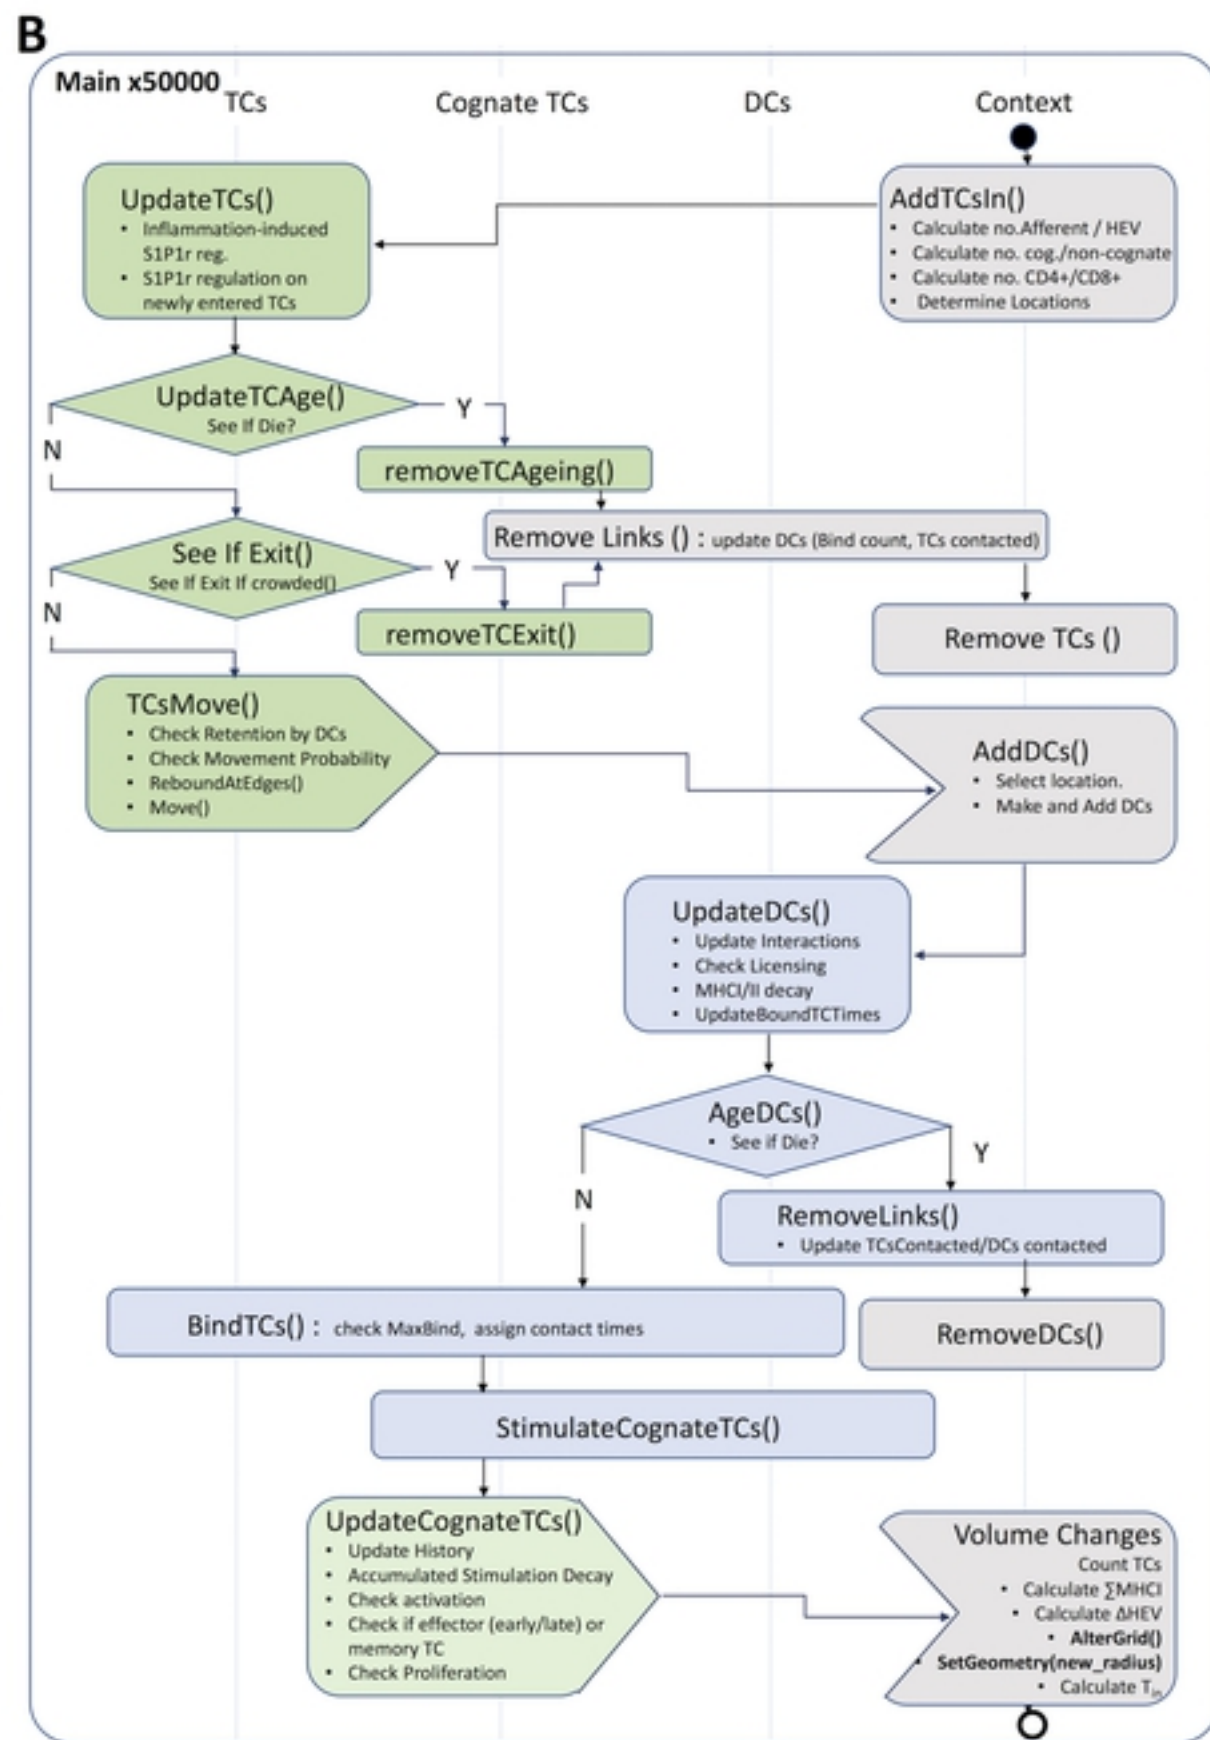 B
Main x50000
TCs
Cognate TCs
DCs
Context
AddTCsIn()
• Calculate no.Afferent / HEV
• Calculate no. cog./non-cognate
• Calculate no. CD4+/CD8+
• Determine Locations
UpdateTCs()
• Inflammation-induced
S1P1r reg.
• S1P1r regulation on
newly entered TCs
UpdateTCAge()
See If Die?
Y
N
removeTCAgeing()
Remove Links () : update DCs (Bind count, TCs contacted)
See If Exit()
See If Exit If crowded()
Y
N
removeTCExit()
Remove TCs ()
TCsMove()
• Check Retention by DCs
• Check Movement Probability
• ReboundAtEdges()
• Move()
AddDCs()
• Select location.
• Make and Add DCs
UpdateDCs()
• Update Interactions
• Check Licensing
• MHCI/II decay
• UpdateBoundTCTimes
AgeDCs()
• See if Die?
Y
N
RemoveLinks()
• Update TCsContacted/DCs contacted
BindTCs() : check MaxBind, assign contact times
RemoveDCs()
StimulateCognateTCs()
UpdateCognateTCs()
• Update History
• Accumulated Stimulation Decay
• Check activation
• Check if effector (early/late) or
memory TC
• Check Proliferation
Volume Changes
Count TCs
• Calculate ∑MHCI
• Calculate ΔHEV
• AlterGrid()
• SetGeometry(new_radius)
• Calculate Tin